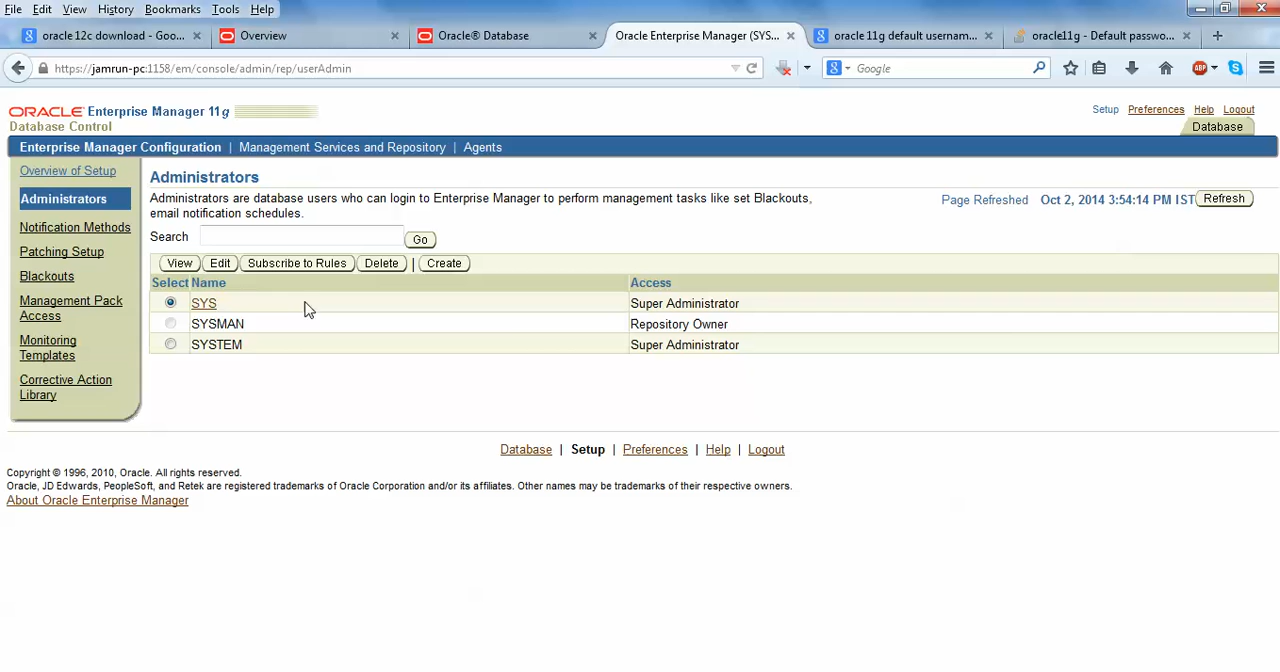 File Edit View History Bookmarks Tools Help
oracle 12c download - Goo... × Overview × Oracle® Database × Oracle Enterprise Manager (SYS... × oracle 11g default usernam... × oracle11g - Default passwo... × +
https://jamrun-pc:1158/em/console/admin/rep/userAdmin Google ABP
ORACLE Enterprise Manager 11g
Database Control
Setup Preferences Help Logout
Database
Enterprise Manager Configuration | Management Services and Repository | Agents
Overview of Setup
Administrators
Notification Methods
Patching Setup
Blackouts
Management Pack
Access
Monitoring
Templates
Corrective Action
Library
Administrators
Administrators are database users who can login to Enterprise Manager to perform management tasks like set Blackouts,
email notification schedules.
Page Refreshed Oct 2, 2014 3:54:14 PM IST Refresh
Search Go
View Edit Subscribe to Rules Delete | Create
Select Name Access
SYS Super Administrator
SYSMAN Repository Owner
SYSTEM Super Administrator
Database | Setup | Preferences | Help | Logout
Copyright © 1996, 2010, Oracle. All rights reserved.
Oracle, JD Edwards, PeopleSoft, and Retek are registered trademarks of Oracle Corporation and/or its affiliates. Other names may be trademarks of their respective owners.
About Oracle Enterprise Manager